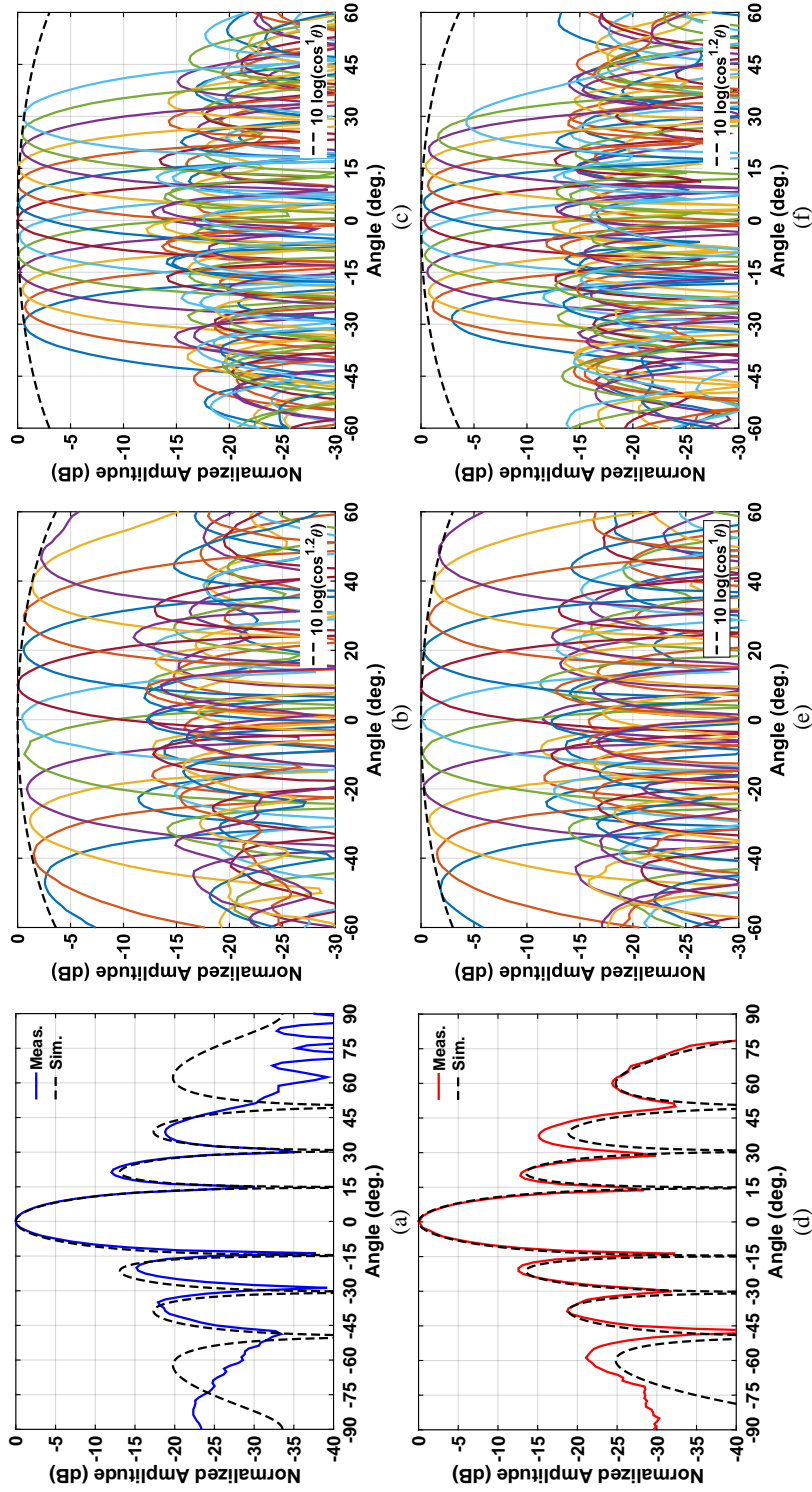 Normalized Amplitude (dB)
0
-5
-10
-15
-20
-25
-30
-35
-40
Meas.
Sim.
-90 -75 -60 -45 -30 -15 0 15 30 45 60 75 90
Angle (deg.)
(a)
Normalized Amplitude (dB)
0
-5
-10
-15
-20
-25
-30
10 log(cos^1.2θ)
-60 -40 -20 0 20 40 60
Angle (deg.)
(b)
Normalized Amplitude (dB)
0
-5
-10
-15
-20
-25
-30
10 log(cos^1θ)
-60 -45 -30 -15 0 15 30 45 60
Angle (deg.)
(c)
Normalized Amplitude (dB)
0
-5
-10
-15
-20
-25
-30
-35
-40
Meas.
Sim.
-90 -75 -60 -45 -30 -15 0 15 30 45 60 75 90
Angle (deg.)
(d)
Normalized Amplitude (dB)
0
-5
-10
-15
-20
-25
-30
10 log(cos^1θ)
-60 -40 -20 0 20 40 60
Angle (deg.)
(e)
Normalized Amplitude (dB)
0
-5
-10
-15
-20
-25
-30
10 log(cos^1.2θ)
-60 -45 -30 -15 0 15 30 45 60
Angle (deg.)
(f)